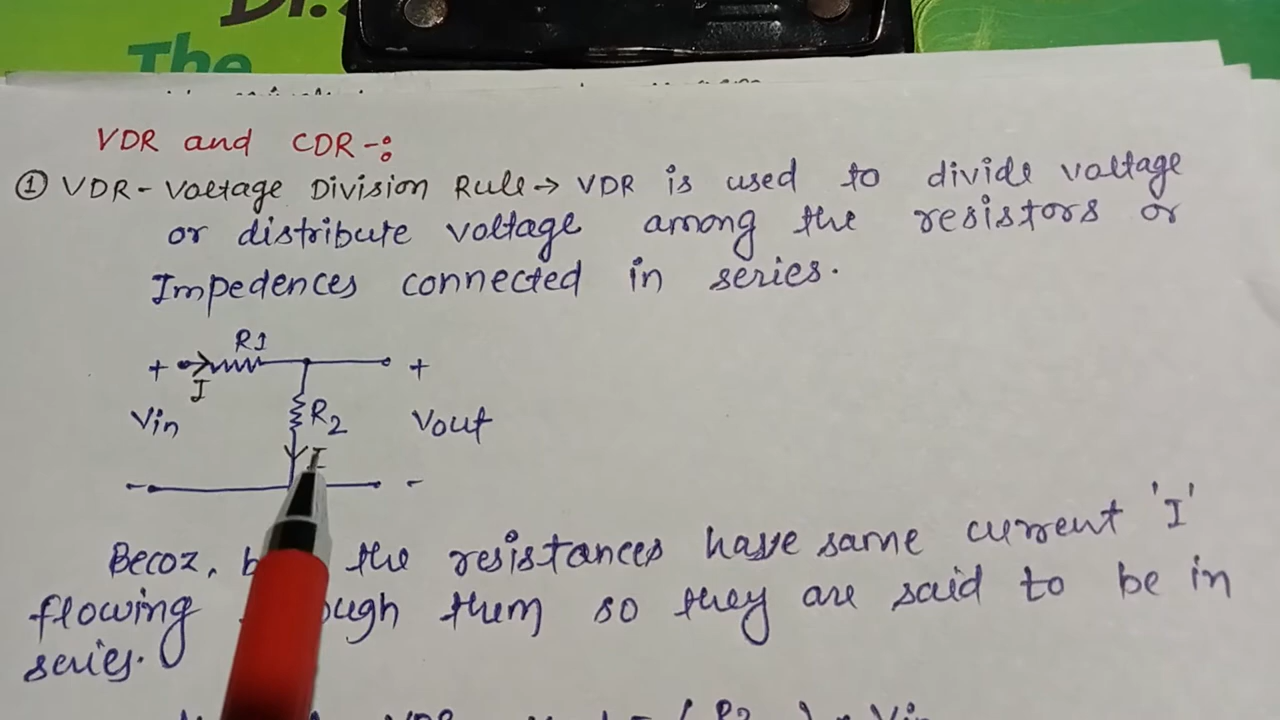 The
VDR and CDR-:
① VDR - Voltage Division Rule → VDR is used to divide voltage
or distribute voltage among the resistors or
Impedences connected in series.
R1
+ +
I
Vin R2 Vout
I
- -
Becoz, the resistances have same current 'I'
flowing them so they are said to be in
series.
VDR